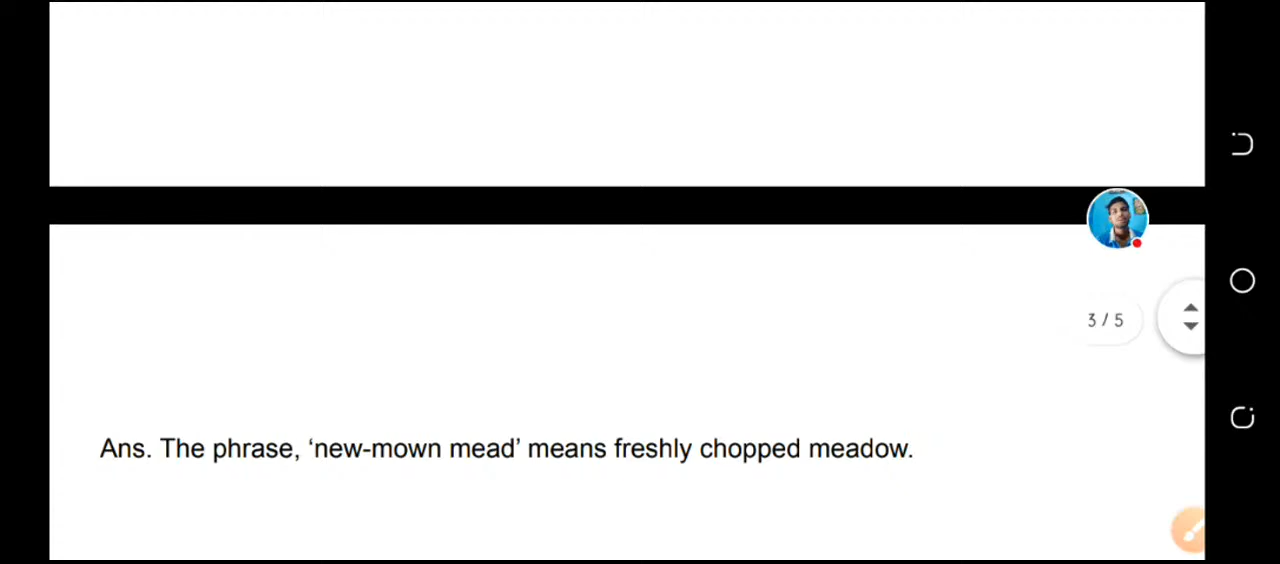 3 / 5
Ans. The phrase, ‘new-mown mead’ means freshly chopped meadow.